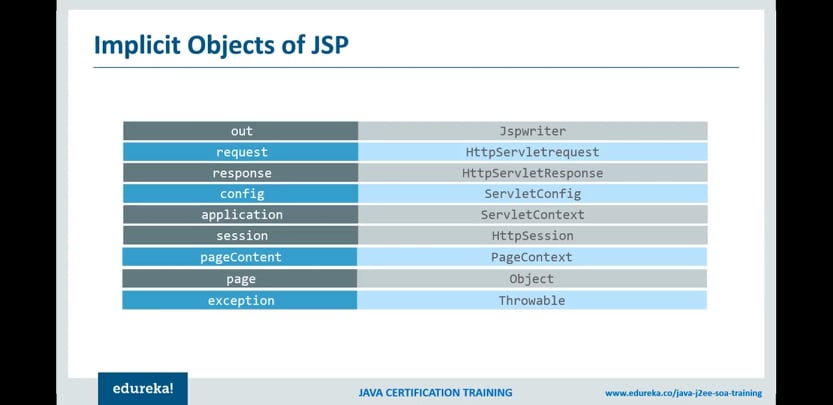 Implicit Objects of JSP
out Jspwriter
request HttpServletrequest
response HttpServletResponse
config ServletConfig
application ServletContext
session HttpSession
pageContent PageContext
page Object
exception Throwable
edureka! JAVA CERTIFICATION TRAINING www.edureka.co/java-j2ee-soa-training